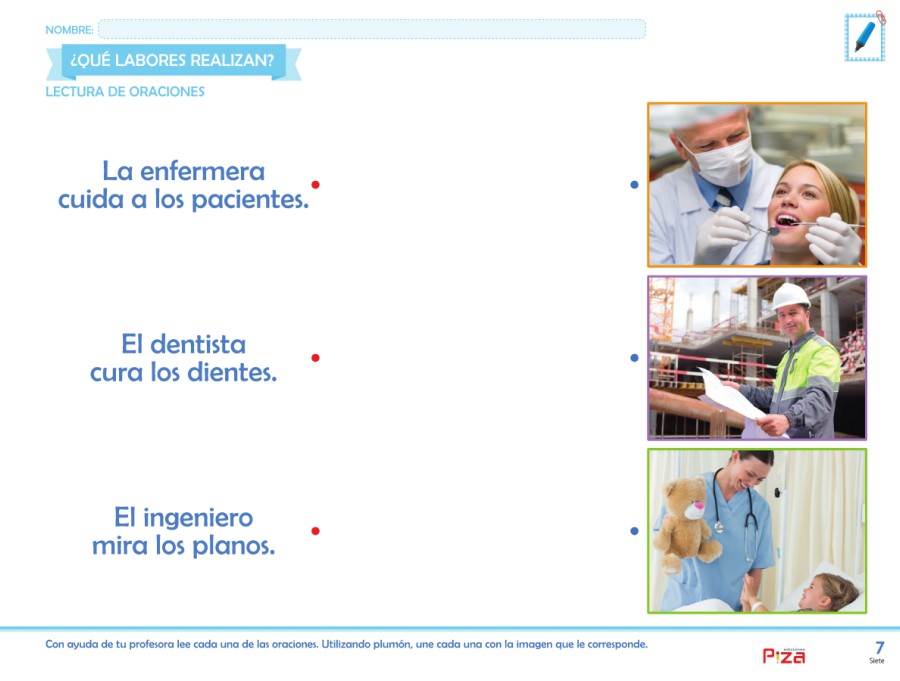 NOMBRE:
¿QUÉ LABORES REALIZAN?
LECTURA DE ORACIONES
La enfermera
cuida a los pacientes.
El dentista
cura los dientes.
El ingeniero
mira los planos.
Con ayuda de tu profesora lee cada una de las oraciones. Utilizando plumón, une cada una con la imagen que le corresponde.
ediciones
PiZA
7
Siete